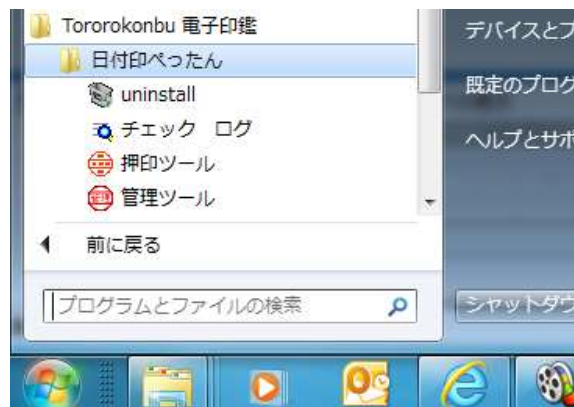 Tororokonbu 電子印鑑
日付印ぺったん
uninstall
チェック ログ
押印ツール
管理ツール
前に戻る
プログラムとファイルの検索
デバイスとプ
既定のプログ
ヘルプとサポ
シャットダウ